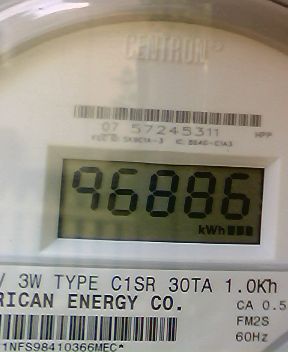 CENTRON
07 57245311
96886
kWh
/ 3W TYPE C1SR 30TA 1.0Kh
RICAN ENERGY CO.
CA 0.5
FM2S
60Hz
1NFS98410366MEC*